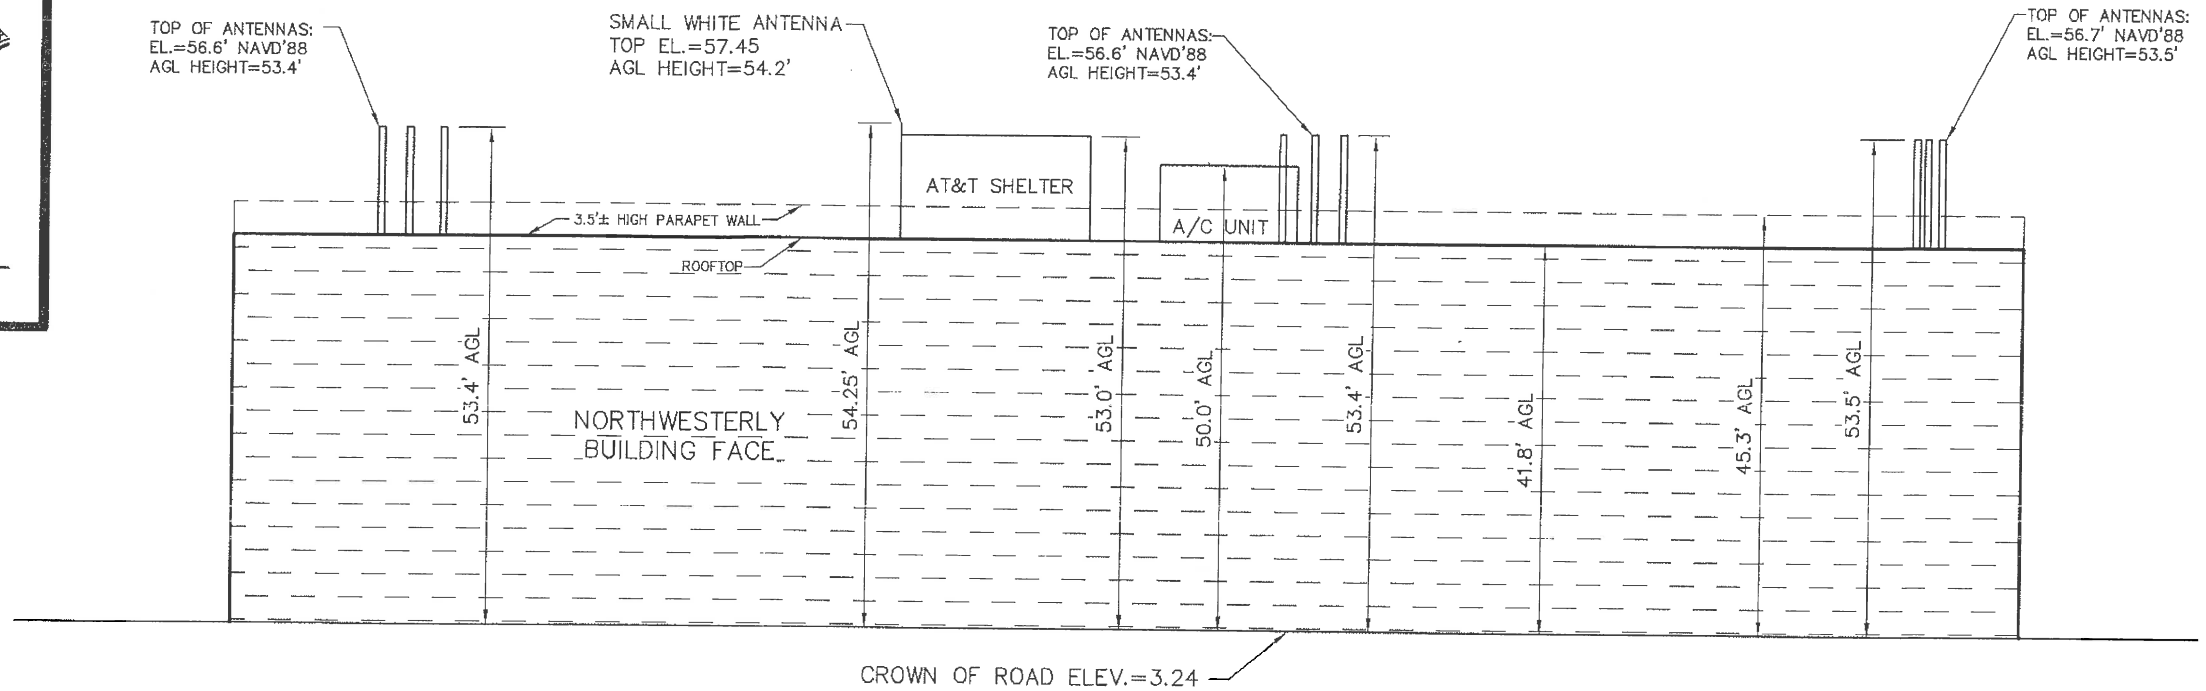 TOP OF ANTENNAS:
EL.=56.6' NAVD'88
AGL HEIGHT=53.4'
SMALL WHITE ANTENNA
TOP EL.=57.45
AGL HEIGHT=54.2'
TOP OF ANTENNAS:
EL.=56.6' NAVD'88
AGL HEIGHT=53.4'
TOP OF ANTENNAS:
EL.=56.7' NAVD'88
AGL HEIGHT=53.5'
AT&T SHELTER
3.5'± HIGH PARAPET WALL
A/C UNIT
ROOFTOP
53.4' AGL
54.25' AGL
53.0' AGL
50.0' AGL
53.4' AGL
41.8' AGL
45.3' AGL
53.5' AGL
NORTHWESTERLY
BUILDING FACE
CROWN OF ROAD ELEV.=3.24